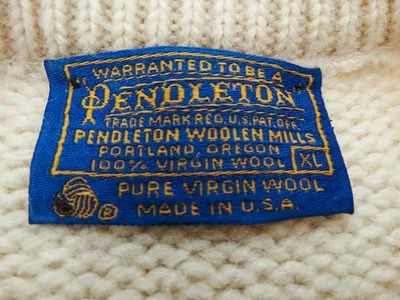 WARRANTED TO BE A
PENDLETON
TRADE MARK REG. U.S. PAT. OFF.
PENDLETON WOOLEN MILLS
PORTLAND, OREGON
100% VIRGIN WOOL XL
PURE VIRGIN WOOL
® MADE IN U.S.A.